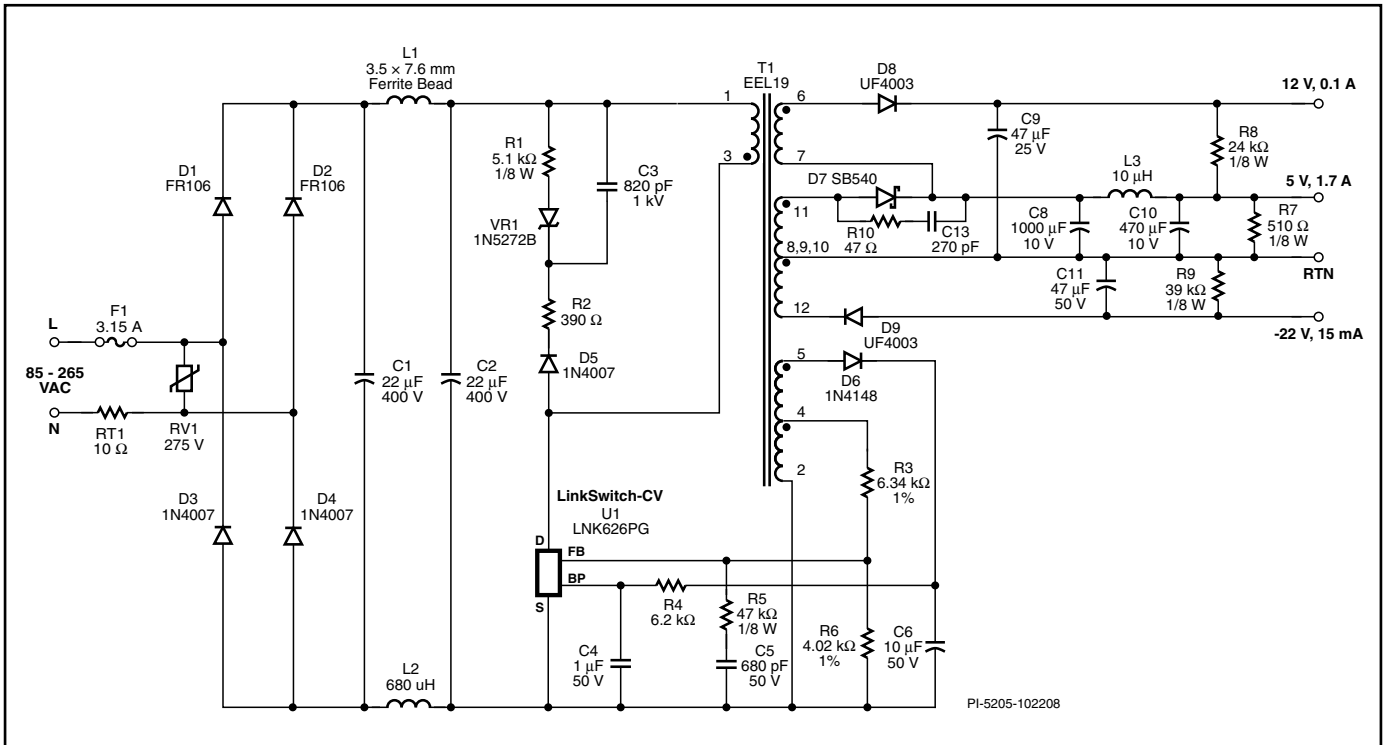 L1
3.5 × 7.6 mm
Ferrite Bead
T1
EEL19
D8
UF4003
12 V, 0.1 A
1
6
C9
47 µF
25 V
R8
24 kΩ
1/8 W
D1
FR106
D2
FR106
R1
5.1 kΩ
1/8 W
C3
820 pF
1 kV
3
7
L3
10 µH
D7 SB540
5 V, 1.7 A
VR1
1N5272B
11
R10
47 Ω
C13
270 pF
C8
1000 µF
10 V
C10
470 µF
10 V
R7
510 Ω
1/8 W
8,9,10
RTN
R2
390 Ω
C11
47 µF
50 V
R9
39 kΩ
1/8 W
F1
3.15 A
L
12
D9
UF4003
-22 V, 15 mA
D5
1N4007
85 - 265
VAC
C1
22 µF
400 V
C2
22 µF
400 V
5
D6
1N4148
N
RT1
10 Ω
RV1
275 V
4
2
R3
6.34 kΩ
1%
D3
1N4007
D4
1N4007
LinkSwitch-CV
U1
LNK626PG
D
FB
BP
S
R4
6.2 kΩ
R5
47 kΩ
1/8 W
R6
4.02 kΩ
1%
C6
10 µF
50 V
C4
1 µF
50 V
C5
680 pF
50 V
L2
680 uH
PI-5205-102208